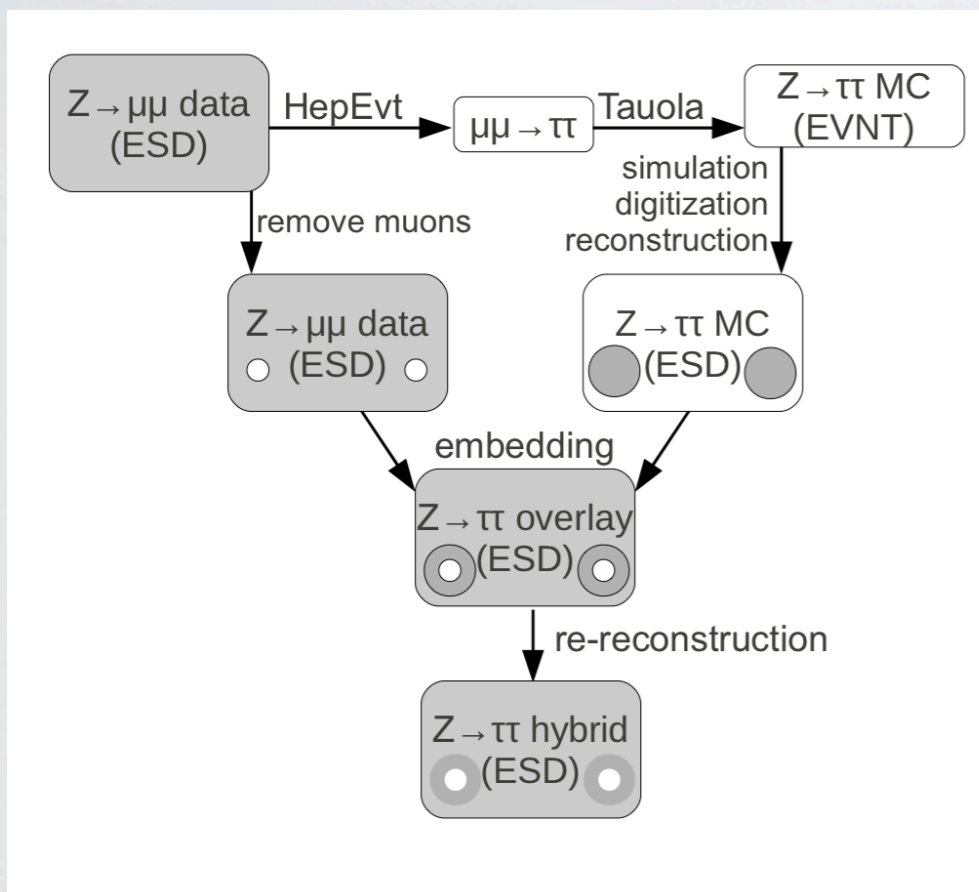 Z→μμ data
(ESD)
HepEvt
μμ→ττ
Tauola
Z→ττ MC
(EVNT)
remove muons
simulation
digitization
reconstruction
Z→μμ data
(ESD)
Z→ττ MC
(ESD)
embedding
Z→ττ overlay
(ESD)
re-reconstruction
Z→ττ hybrid
(ESD)